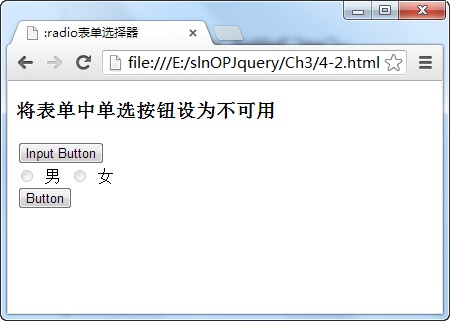 :radio表单选择器
file:///E:/slnOPJquery/Ch3/4-2.html
将表单中单选按钮设为不可用
Input Button
男 女
Button